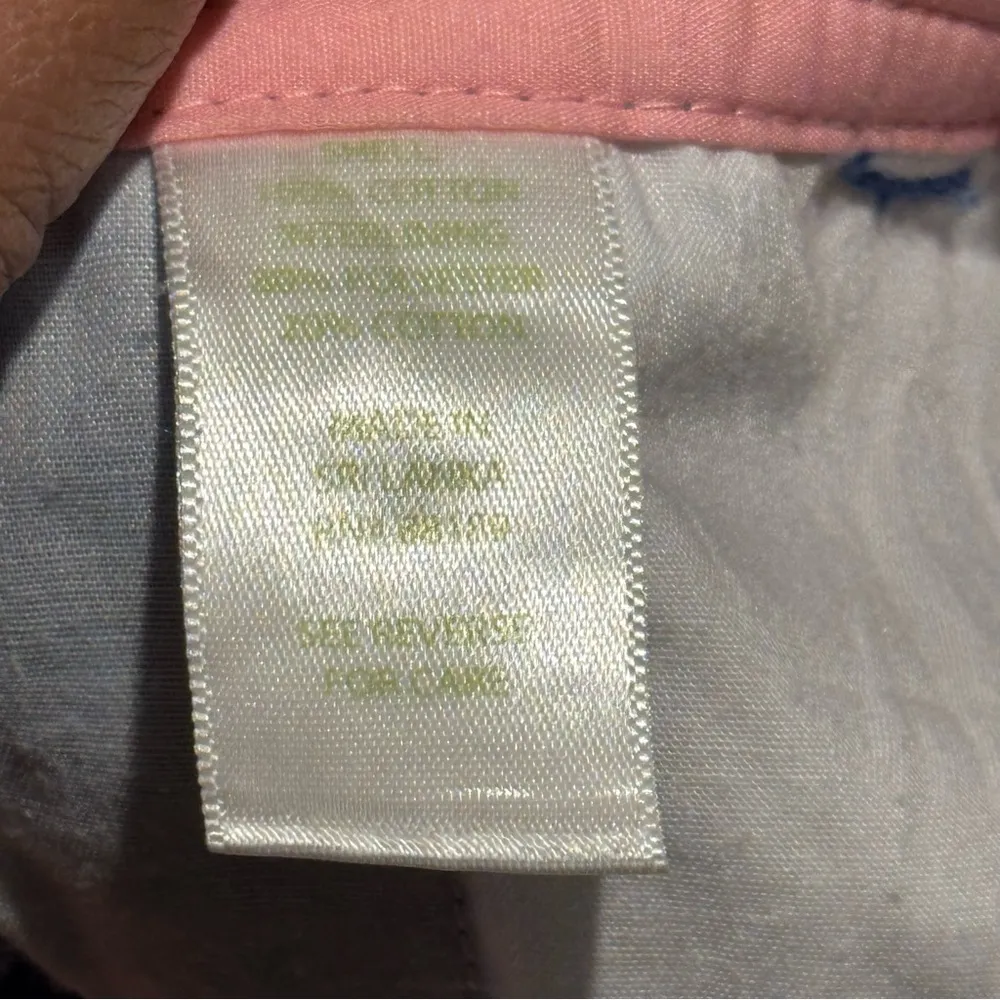 SHELL
100% COTTON
INTERLINING
80% POLYESTER
20% COTTON
MADE IN
SRI LANKA
SEE REVERSE
FOR CARE